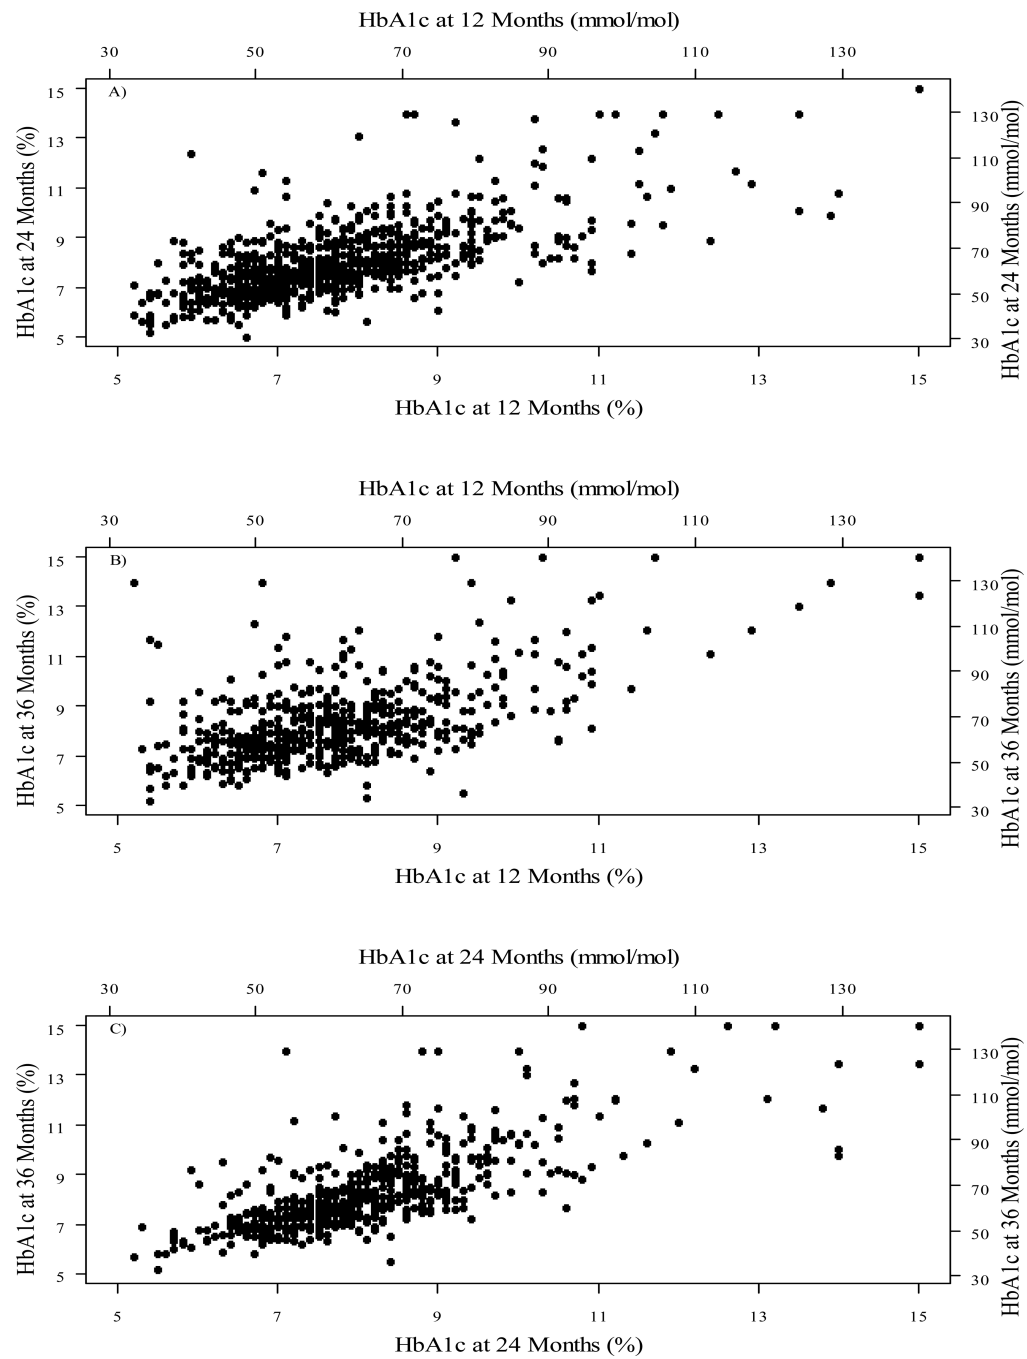 HbA1c at 12 Months (mmol/mol)
30 50 70 90 110 130
A)
HbA1c at 24 Months (%)
15
13
11
9
7
5
HbA1c at 24 Months (mmol/mol)
130
110
90
70
50
30
5 7 9 11 13 15
HbA1c at 12 Months (%)
HbA1c at 12 Months (mmol/mol)
30 50 70 90 110 130
B)
HbA1c at 36 Months (%)
15
13
11
9
7
5
HbA1c at 36 Months (mmol/mol)
130
110
90
70
50
30
5 7 9 11 13 15
HbA1c at 12 Months (%)
HbA1c at 24 Months (mmol/mol)
30 50 70 90 110 130
C)
HbA1c at 36 Months (%)
15
13
11
9
7
5
HbA1c at 36 Months (mmol/mol)
130
110
90
70
50
30
5 7 9 11 13 15
HbA1c at 24 Months (%)